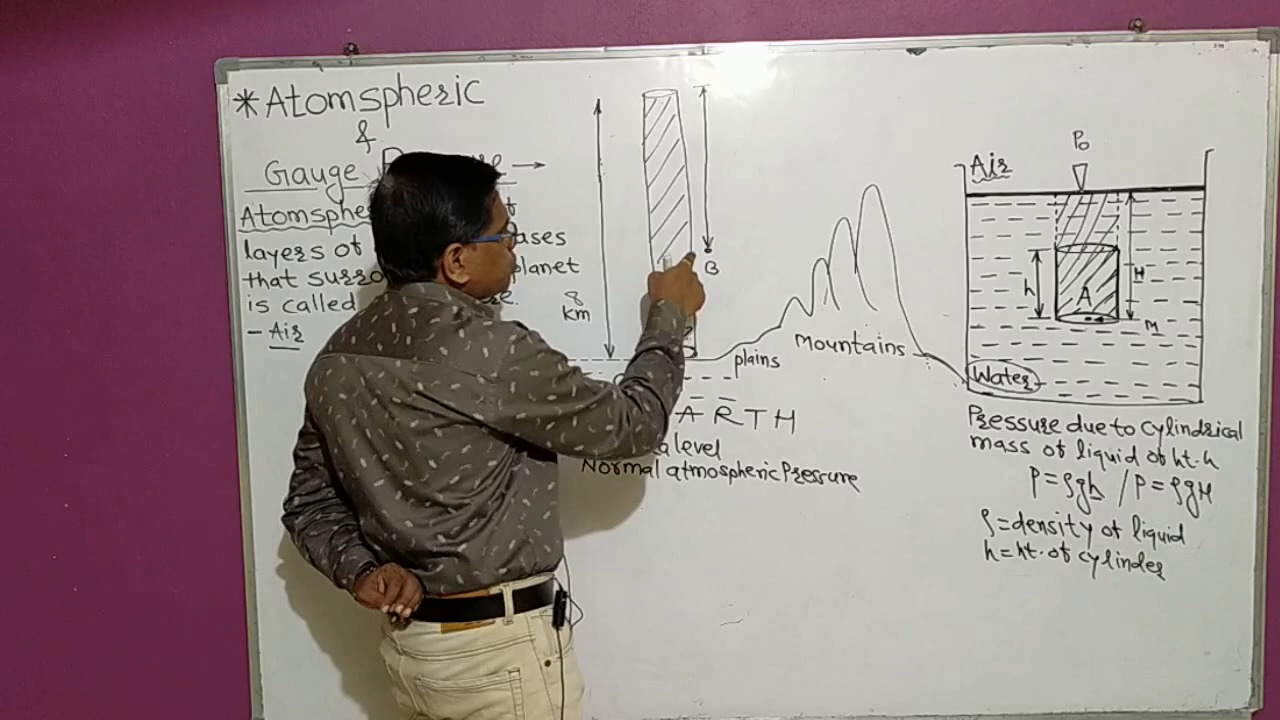 * Atomspheric
&
Gauge
Atomsphe
layers of ases
that surro planet
is called
- Air
8
km
B
plains
Mountains
ARTH
level
Normal atmospheric Pressure
Air
P₀
h
H
A
M
Water
Pressure due to cylindrical
mass of liquid of ht. h
P = ρgh / P = ρgH
ρ = density of liquid
h = ht. of cylinder